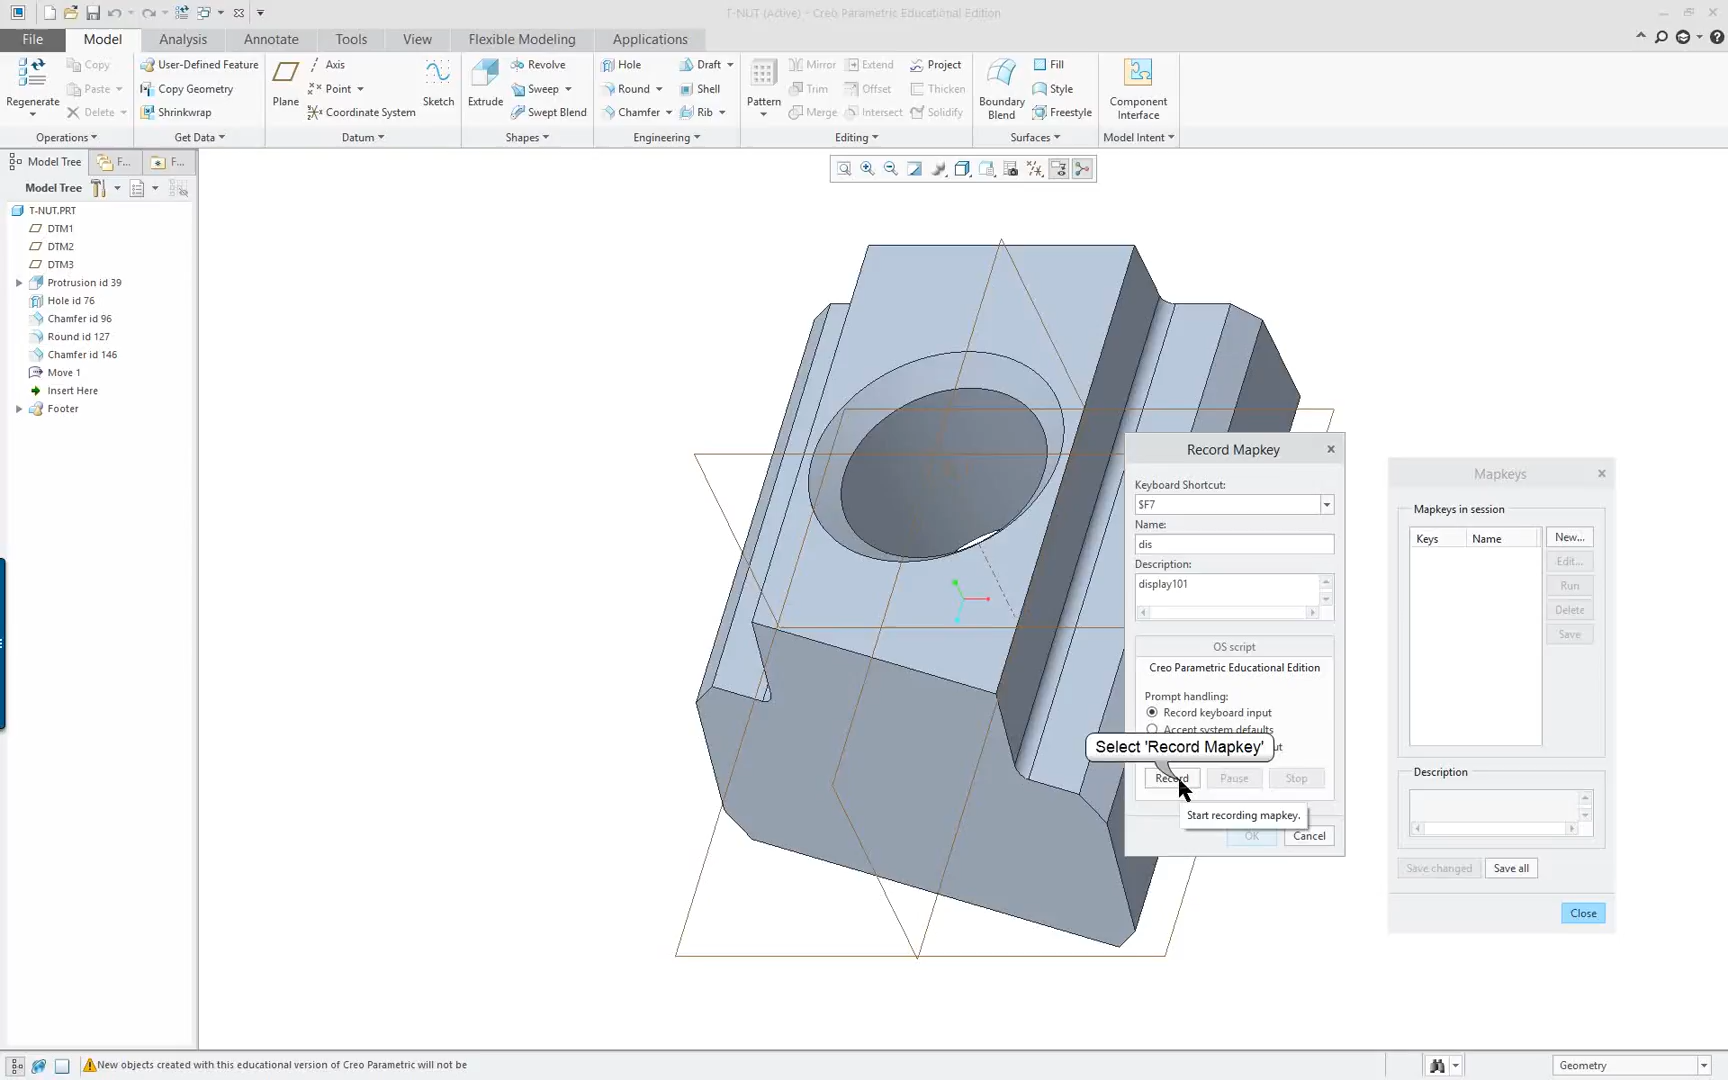 T-NUT (Active) - Creo Parametric Educational Edition
File Model Analysis Annotate Tools View Flexible Modeling Applications
Regenerate
Copy
Paste
Delete
Operations
User-Defined Feature
Copy Geometry
Shrinkwrap
Get Data
Plane
Axis
Point
Coordinate System
Sketch
Datum
Extrude
Revolve
Sweep
Swept Blend
Shapes
Hole
Round
Chamfer
Draft
Shell
Rib
Engineering
Pattern
Mirror
Trim
Merge
Extend
Offset
Intersect
Project
Thicken
Solidify
Editing
Boundary
Blend
Fill
Style
Freestyle
Surfaces
Component
Interface
Model Intent
Model Tree F... F...
Model Tree
T-NUT.PRT
DTM1
DTM2
DTM3
Protrusion id 39
Hole id 76
Chamfer id 96
Round id 127
Chamfer id 146
Move 1
Insert Here
Footer
Record Mapkey
Keyboard Shortcut:
$F7
Name:
dis
Description:
display101
OS script
Creo Parametric Educational Edition
Prompt handling:
Record keyboard input
Accept system defaults
Select 'Record Mapkey'
Record Pause Stop
Start recording mapkey.
OK Cancel
Mapkeys
Mapkeys in session
Keys Name
New...
Edit...
Run
Delete
Save
Description
Save changed Save all
Close
New objects created with this educational version of Creo Parametric will not be
Geometry